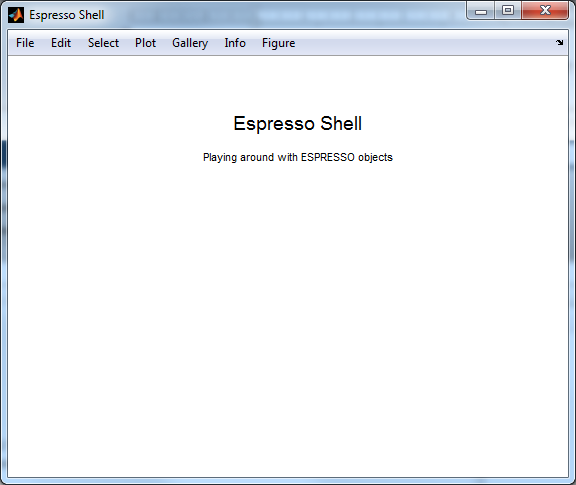 Espresso Shell
File Edit Select Plot Gallery Info Figure
Espresso Shell
Playing around with ESPRESSO objects